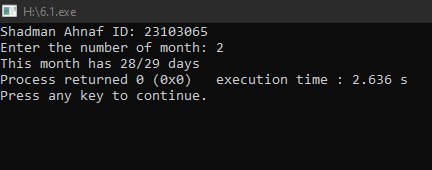 H:\6.1.exe
Shadman Ahnaf ID: 23103065
Enter the number of month: 2
This month has 28/29 days
Process returned 0 (0x0)   execution time : 2.636 s
Press any key to continue.